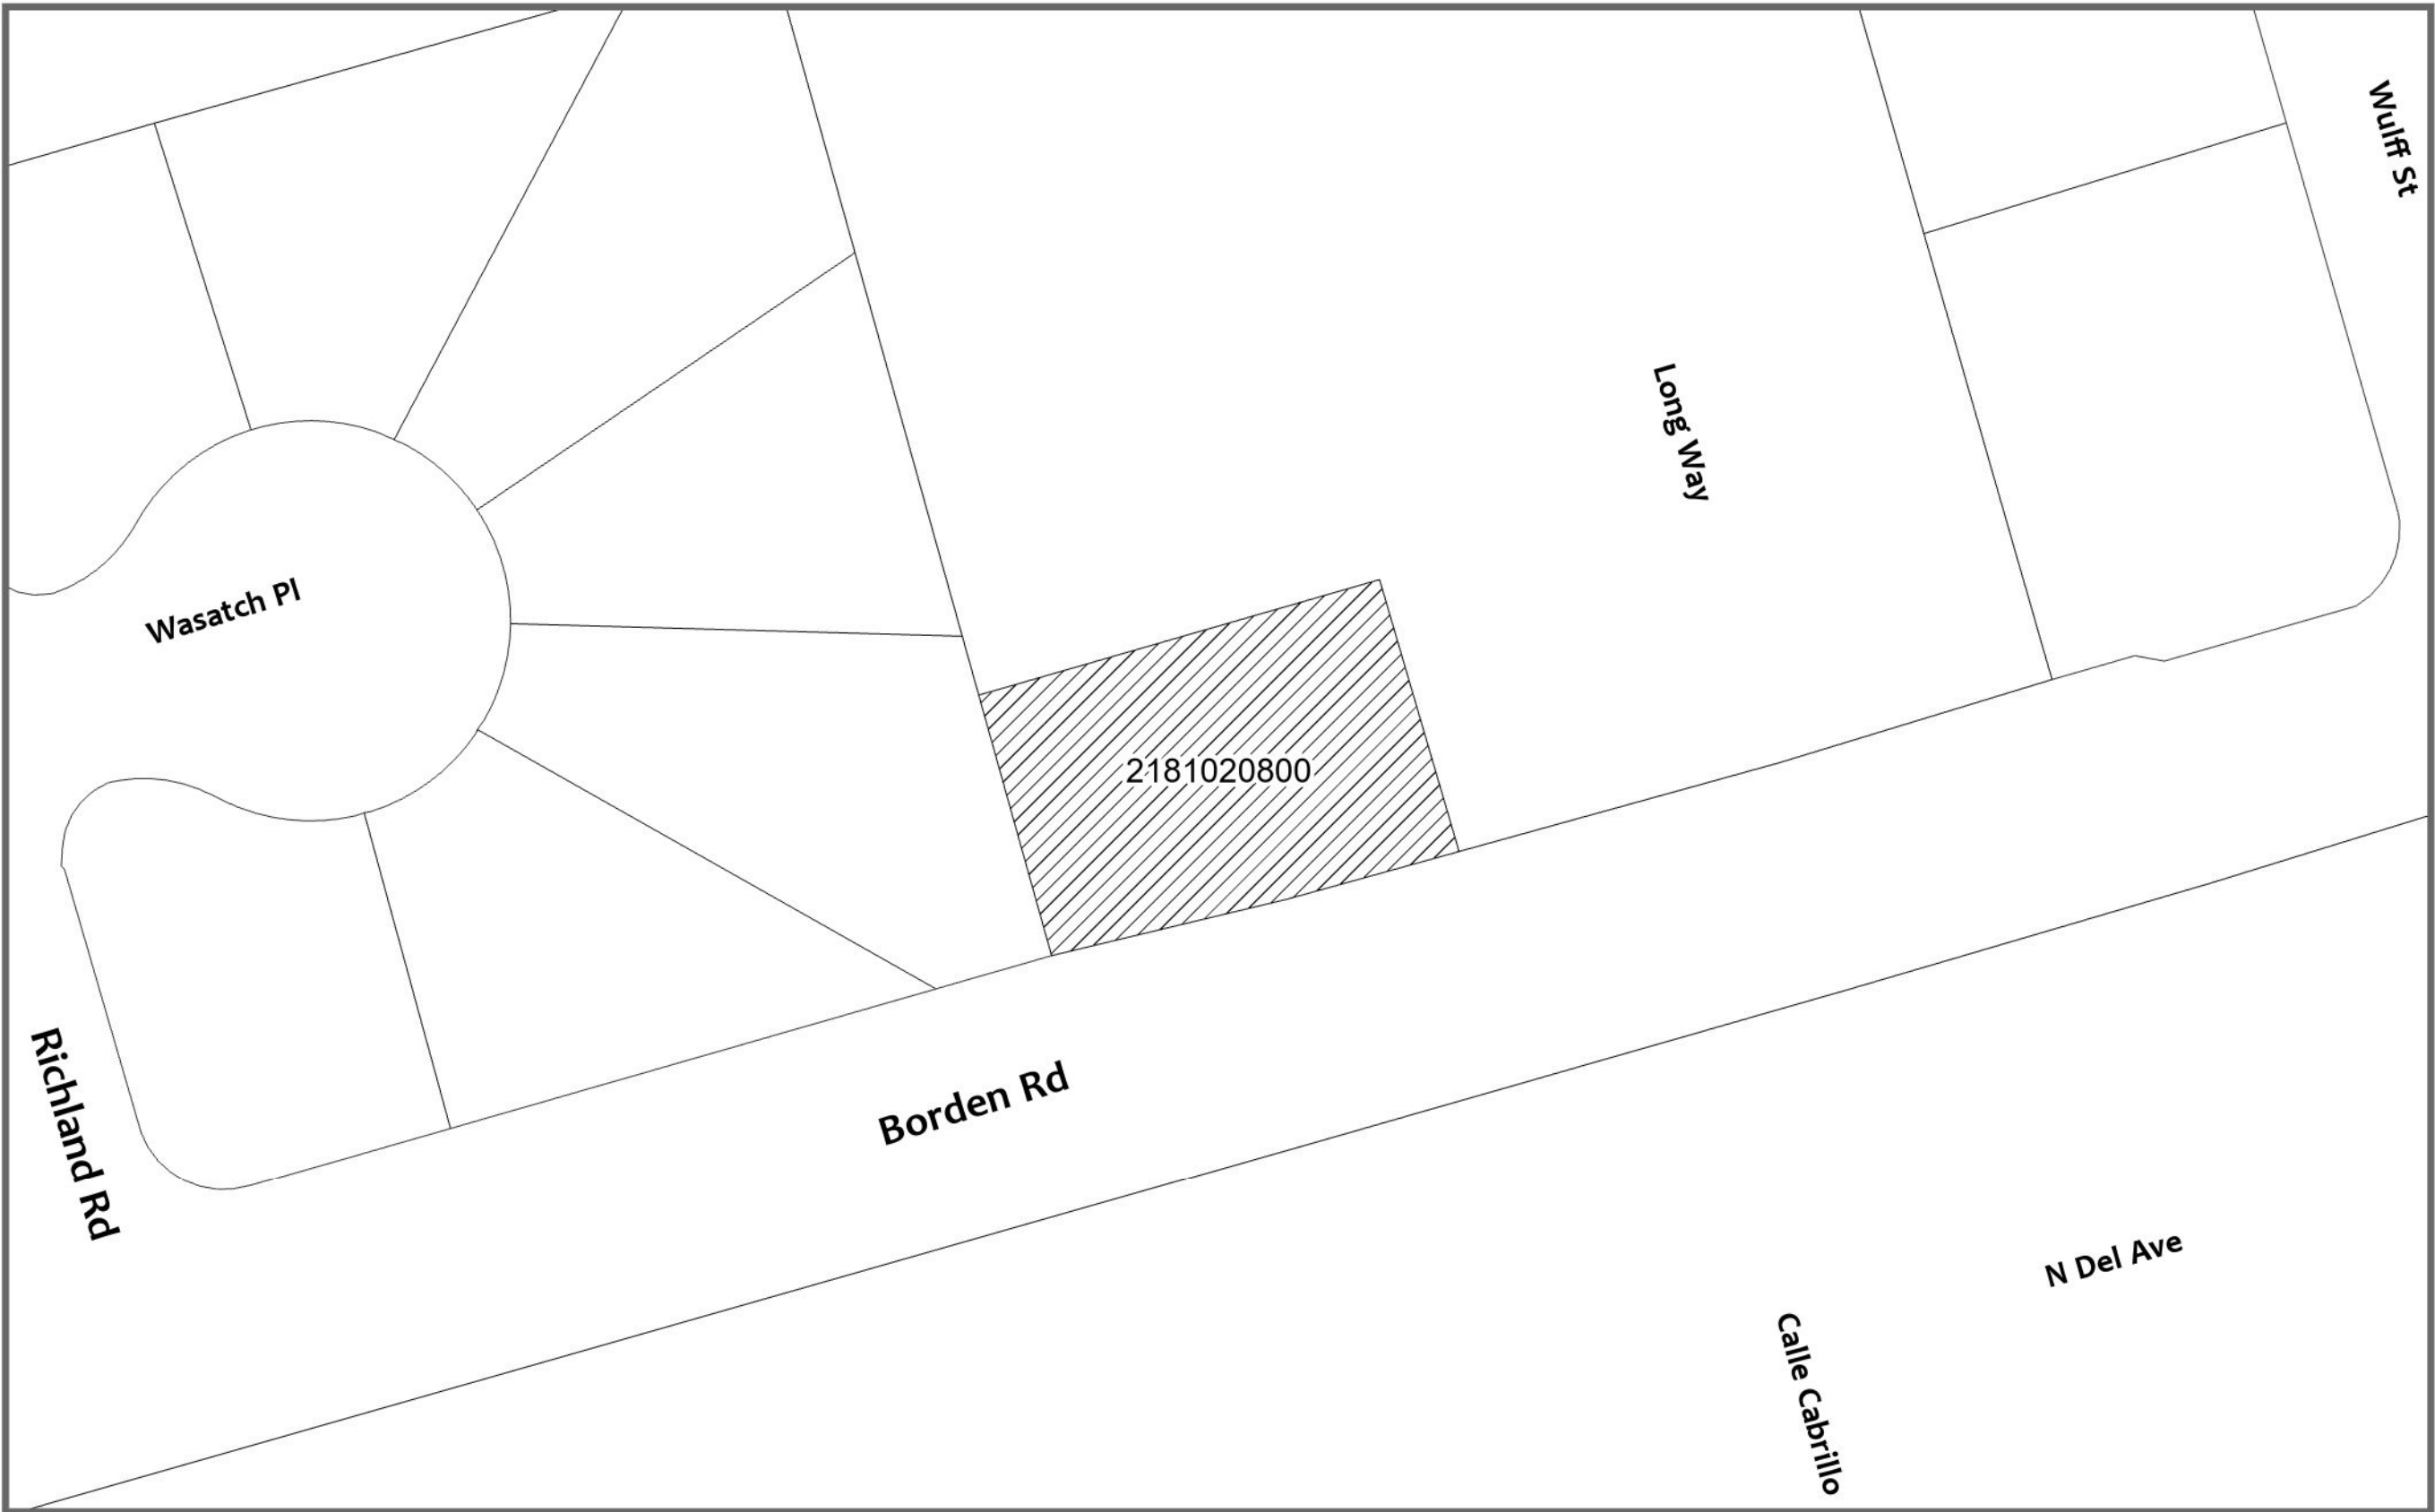 Wulff St
Long Way
Wasatch Pl
2181020800
Richland Rd
Borden Rd
N Del Ave
Calle Cabrillo